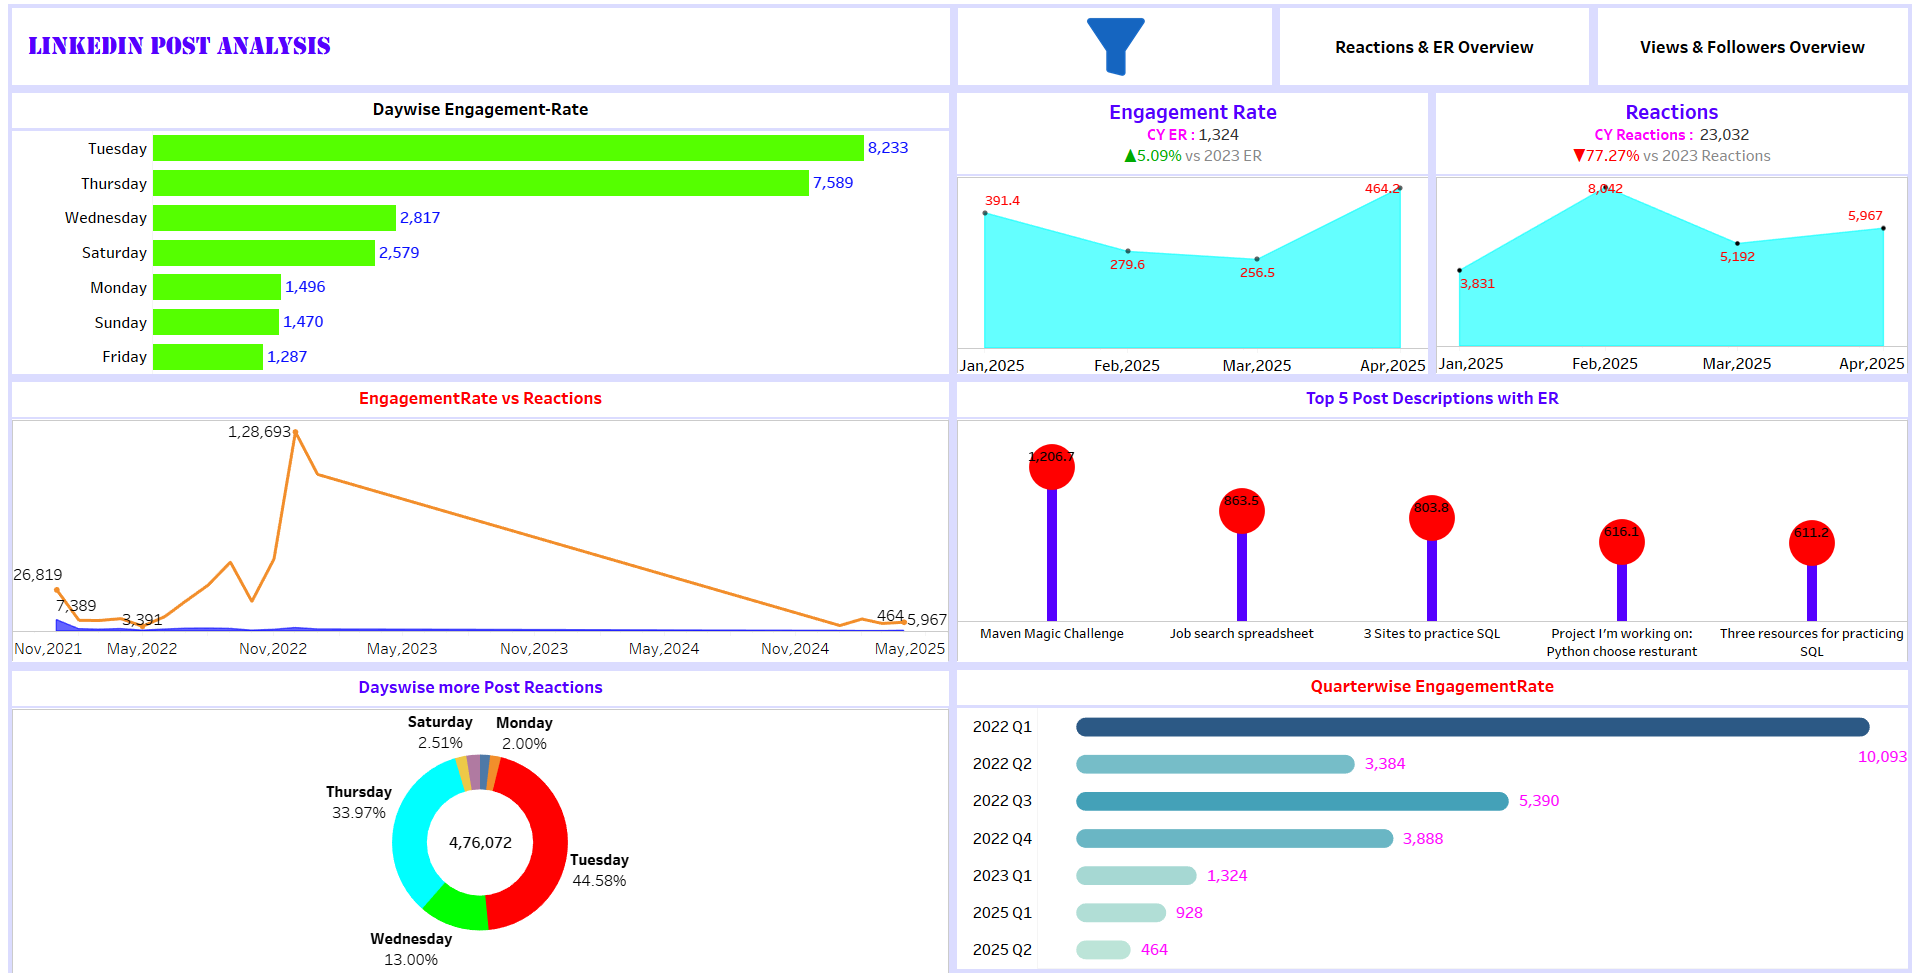 LINKEDIN POST ANALYSIS
Reactions & ER Overview
Views & Followers Overview
Daywise Engagement-Rate
Tuesday 8,233
Thursday 7,589
Wednesday 2,817
Saturday 2,579
Monday 1,496
Sunday 1,470
Friday 1,287
Engagement Rate
CY ER : 1,324
▲5.09% vs 2023 ER
391.4
279.6
256.5
464.2
Jan,2025 Feb,2025 Mar,2025 Apr,2025
Reactions
CY Reactions : 23,032
▼77.27% vs 2023 Reactions
3,831
8,042
5,192
5,967
Jan,2025 Feb,2025 Mar,2025 Apr,2025
EngagementRate vs Reactions
1,28,693
26,819
7,389
3,391
464
5,967
Nov,2021 May,2022 Nov,2022 May,2023 Nov,2023 May,2024 Nov,2024 May,2025
Top 5 Post Descriptions with ER
1,206.7
863.5
803.8
616.1
611.2
Maven Magic Challenge
Job search spreadsheet
3 Sites to practice SQL
Project I'm working on:
Python choose resturant
Three resources for practicing
SQL
Dayswise more Post Reactions
Saturday
2.51%
Monday
2.00%
Thursday
33.97%
4,76,072
Tuesday
44.58%
Wednesday
13.00%
Quarterwise EngagementRate
2022 Q1 10,093
2022 Q2 3,384
2022 Q3 5,390
2022 Q4 3,888
2023 Q1 1,324
2025 Q1 928
2025 Q2 464